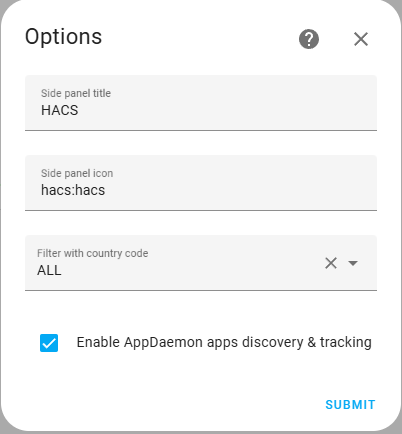 Options
Side panel title
HACS
Side panel icon
hacs:hacs
Filter with country code
ALL
Enable AppDaemon apps discovery & tracking
SUBMIT